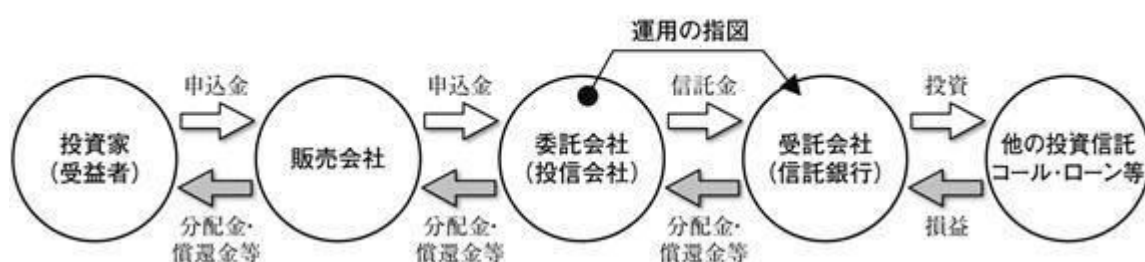 運用の指図
申込金
申込金
信託金
投資
投資家
(受益者)
販売会社
委託会社
(投信会社)
受託会社
(信託銀行)
他の投資信託
コール・ローン等
分配金・
償還金等
分配金・
償還金等
分配金・
償還金等
損益